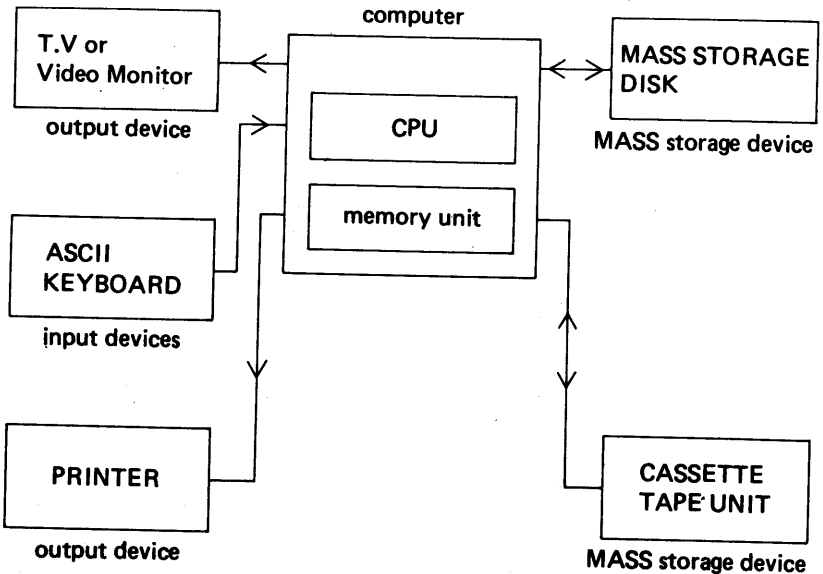 computer
T.V or
Video Monitor
output device
MASS STORAGE
DISK
MASS storage device
CPU
memory unit
ASCII
KEYBOARD
input devices
PRINTER
output device
CASSETTE
TAPE UNIT
MASS storage device